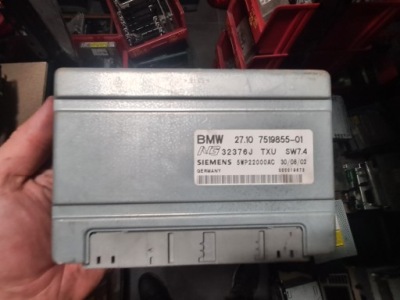 BMW 27.10 7519855-01
32376J TXU SW7.4
SIEMENS 5WP22000AC 30/08/02
GERMANY